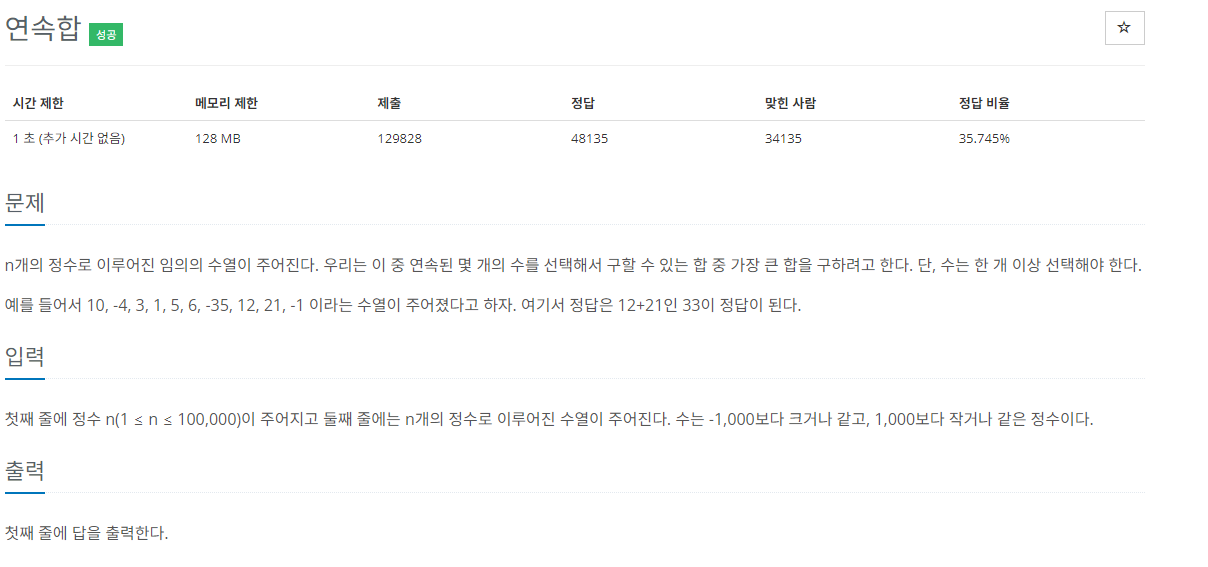 연속합 성공
☆
시간 제한 메모리 제한 제출 정답 맞힌 사람 정답 비율
1 초 (추가 시간 없음) 128 MB 129828 48135 34135 35.745%
문제
n개의 정수로 이루어진 임의의 수열이 주어진다. 우리는 이 중 연속된 몇 개의 수를 선택해서 구할 수 있는 합 중 가장 큰 합을 구하려고 한다. 단, 수는 한 개 이상 선택해야 한다.
예를 들어서 10, -4, 3, 1, 5, 6, -35, 12, 21, -1 이라는 수열이 주어졌다고 하자. 여기서 정답은 12+21인 33이 정답이 된다.
입력
첫째 줄에 정수 n(1 ≤ n ≤ 100,000)이 주어지고 둘째 줄에는 n개의 정수로 이루어진 수열이 주어진다. 수는 -1,000보다 크거나 같고, 1,000보다 작거나 같은 정수이다.
출력
첫째 줄에 답을 출력한다.